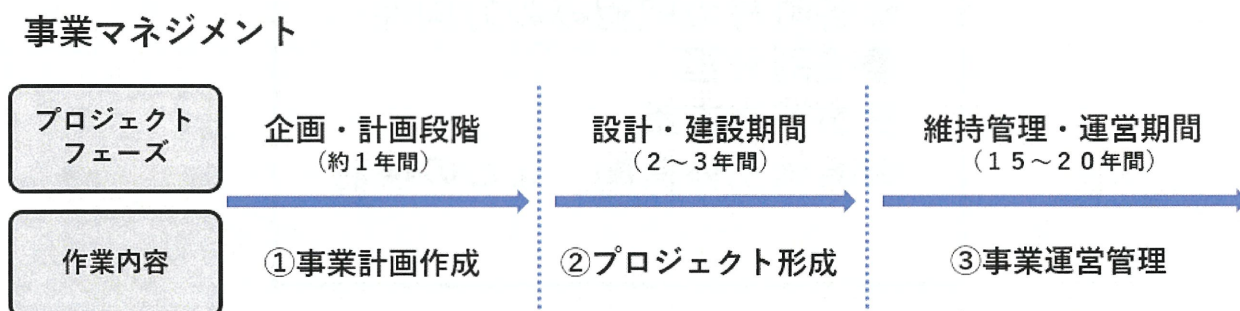 事業マネジメント
プロジェクト
フェーズ
企画・計画段階
(約1年間)
設計・建設期間
(2～3年間)
維持管理・運営期間
(15～20年間)
作業内容
①事業計画作成
②プロジェクト形成
③事業運営管理